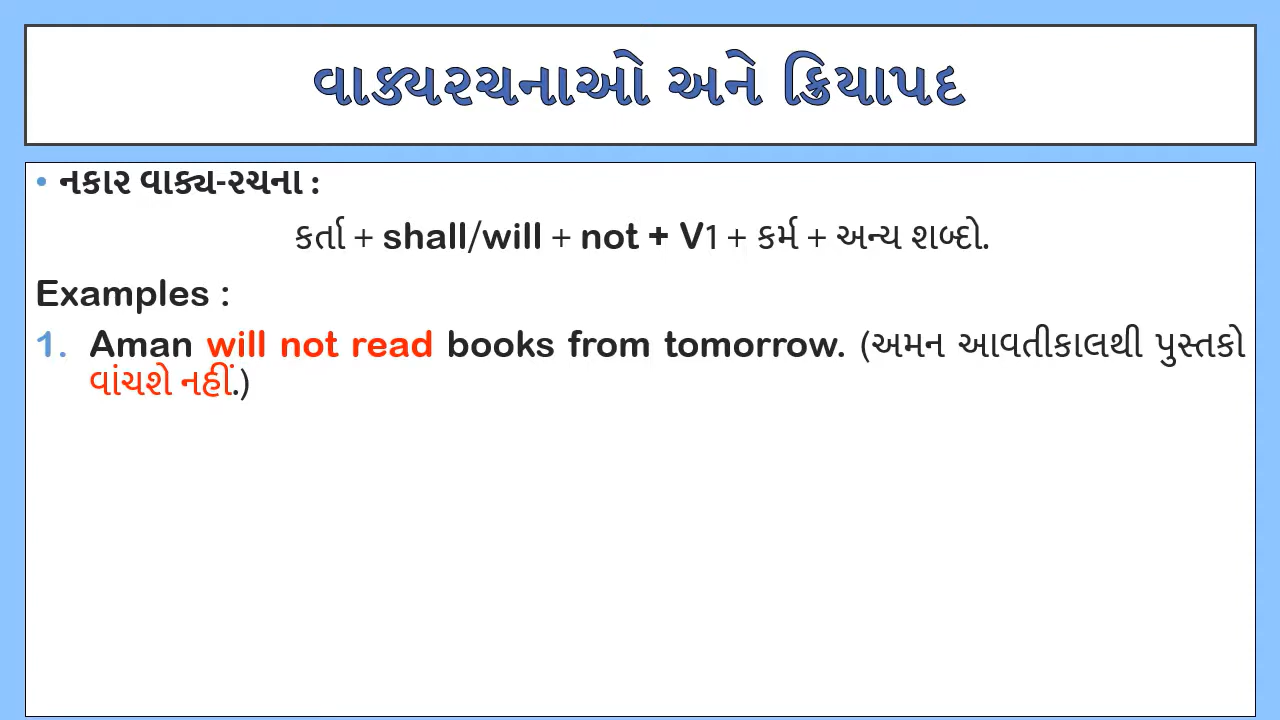 વાક્યરચનાઓ અને ક્રિયાપદ
• નકાર વાક્ય-રચના :
કર્તા + shall/will + not + V1 + કર્મ + અન્ય શબ્દો.
Examples :
1. Aman will not read books from tomorrow. (અમન આવતીકાલથી પુસ્તકો
વાંચશે નહીં.)